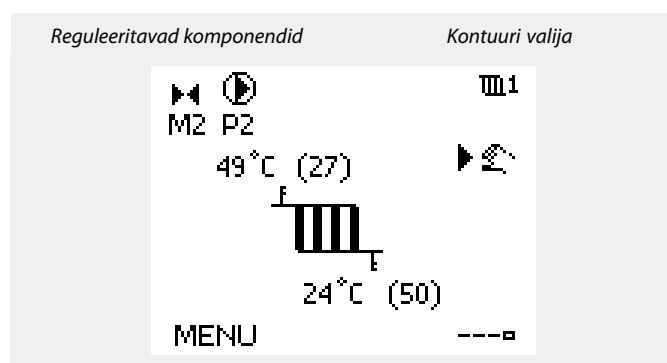 Reguleeritavad komponendid Kontuuri valija
1
M2 P2
49°C (27)
24°C (50)
MENU ---